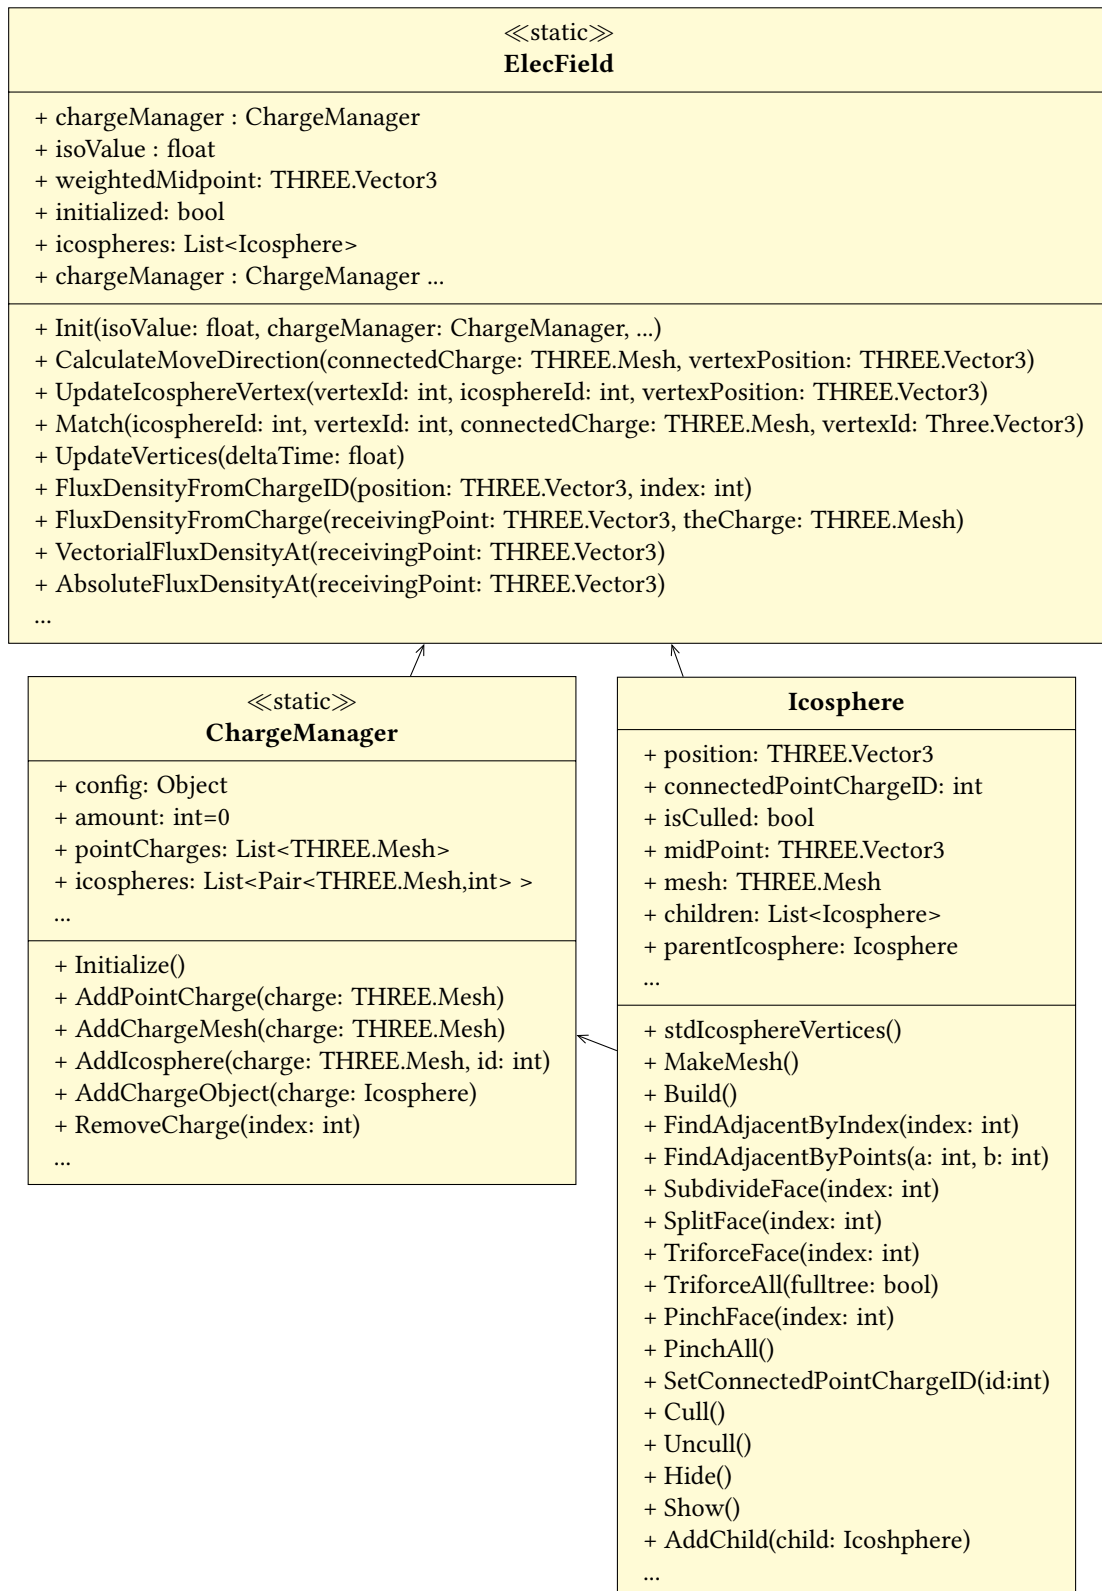 ≪static≫
ElecField
+ chargeManager : ChargeManager
+ isoValue : float
+ weightedMidpoint: THREE.Vector3
+ initialized: bool
+ icospheres: List<Icosphere>
+ chargeManager : ChargeManager ...
+ Init(isoValue: float, chargeManager: ChargeManager, ...)
+ CalculateMoveDirection(connectedCharge: THREE.Mesh, vertexPosition: THREE.Vector3)
+ UpdateIcosphereVertex(vertexId: int, icosphereId: int, vertexPosition: THREE.Vector3)
+ Match(icosphereId: int, vertexId: int, connectedCharge: THREE.Mesh, vertexId: Three.Vector3)
+ UpdateVertices(deltaTime: float)
+ FluxDensityFromChargeID(position: THREE.Vector3, index: int)
+ FluxDensityFromCharge(receivingPoint: THREE.Vector3, theCharge: THREE.Mesh)
+ VectorialFluxDensityAt(receivingPoint: THREE.Vector3)
+ AbsoluteFluxDensityAt(receivingPoint: THREE.Vector3)
...
≪static≫
ChargeManager
+ config: Object
+ amount: int=0
+ pointCharges: List<THREE.Mesh>
+ icospheres: List<Pair<THREE.Mesh,int> >
...
+ Initialize()
+ AddPointCharge(charge: THREE.Mesh)
+ AddChargeMesh(charge: THREE.Mesh)
+ AddIcosphere(charge: THREE.Mesh, id: int)
+ AddChargeObject(charge: Icosphere)
+ RemoveCharge(index: int)
...
Icosphere
+ position: THREE.Vector3
+ connectedPointChargeID: int
+ isCulled: bool
+ midPoint: THREE.Vector3
+ mesh: THREE.Mesh
+ children: List<Icosphere>
+ parentIcosphere: Icosphere
...
+ stdIcosphereVertices()
+ MakeMesh()
+ Build()
+ FindAdjacentByIndex(index: int)
+ FindAdjacentByPoints(a: int, b: int)
+ SubdivideFace(index: int)
+ SplitFace(index: int)
+ TriforceFace(index: int)
+ TriforceAll(fulltree: bool)
+ PinchFace(index: int)
+ PinchAll()
+ SetConnectedPointChargeID(id:int)
+ Cull()
+ Uncull()
+ Hide()
+ Show()
+ AddChild(child: Icoshphere)
...